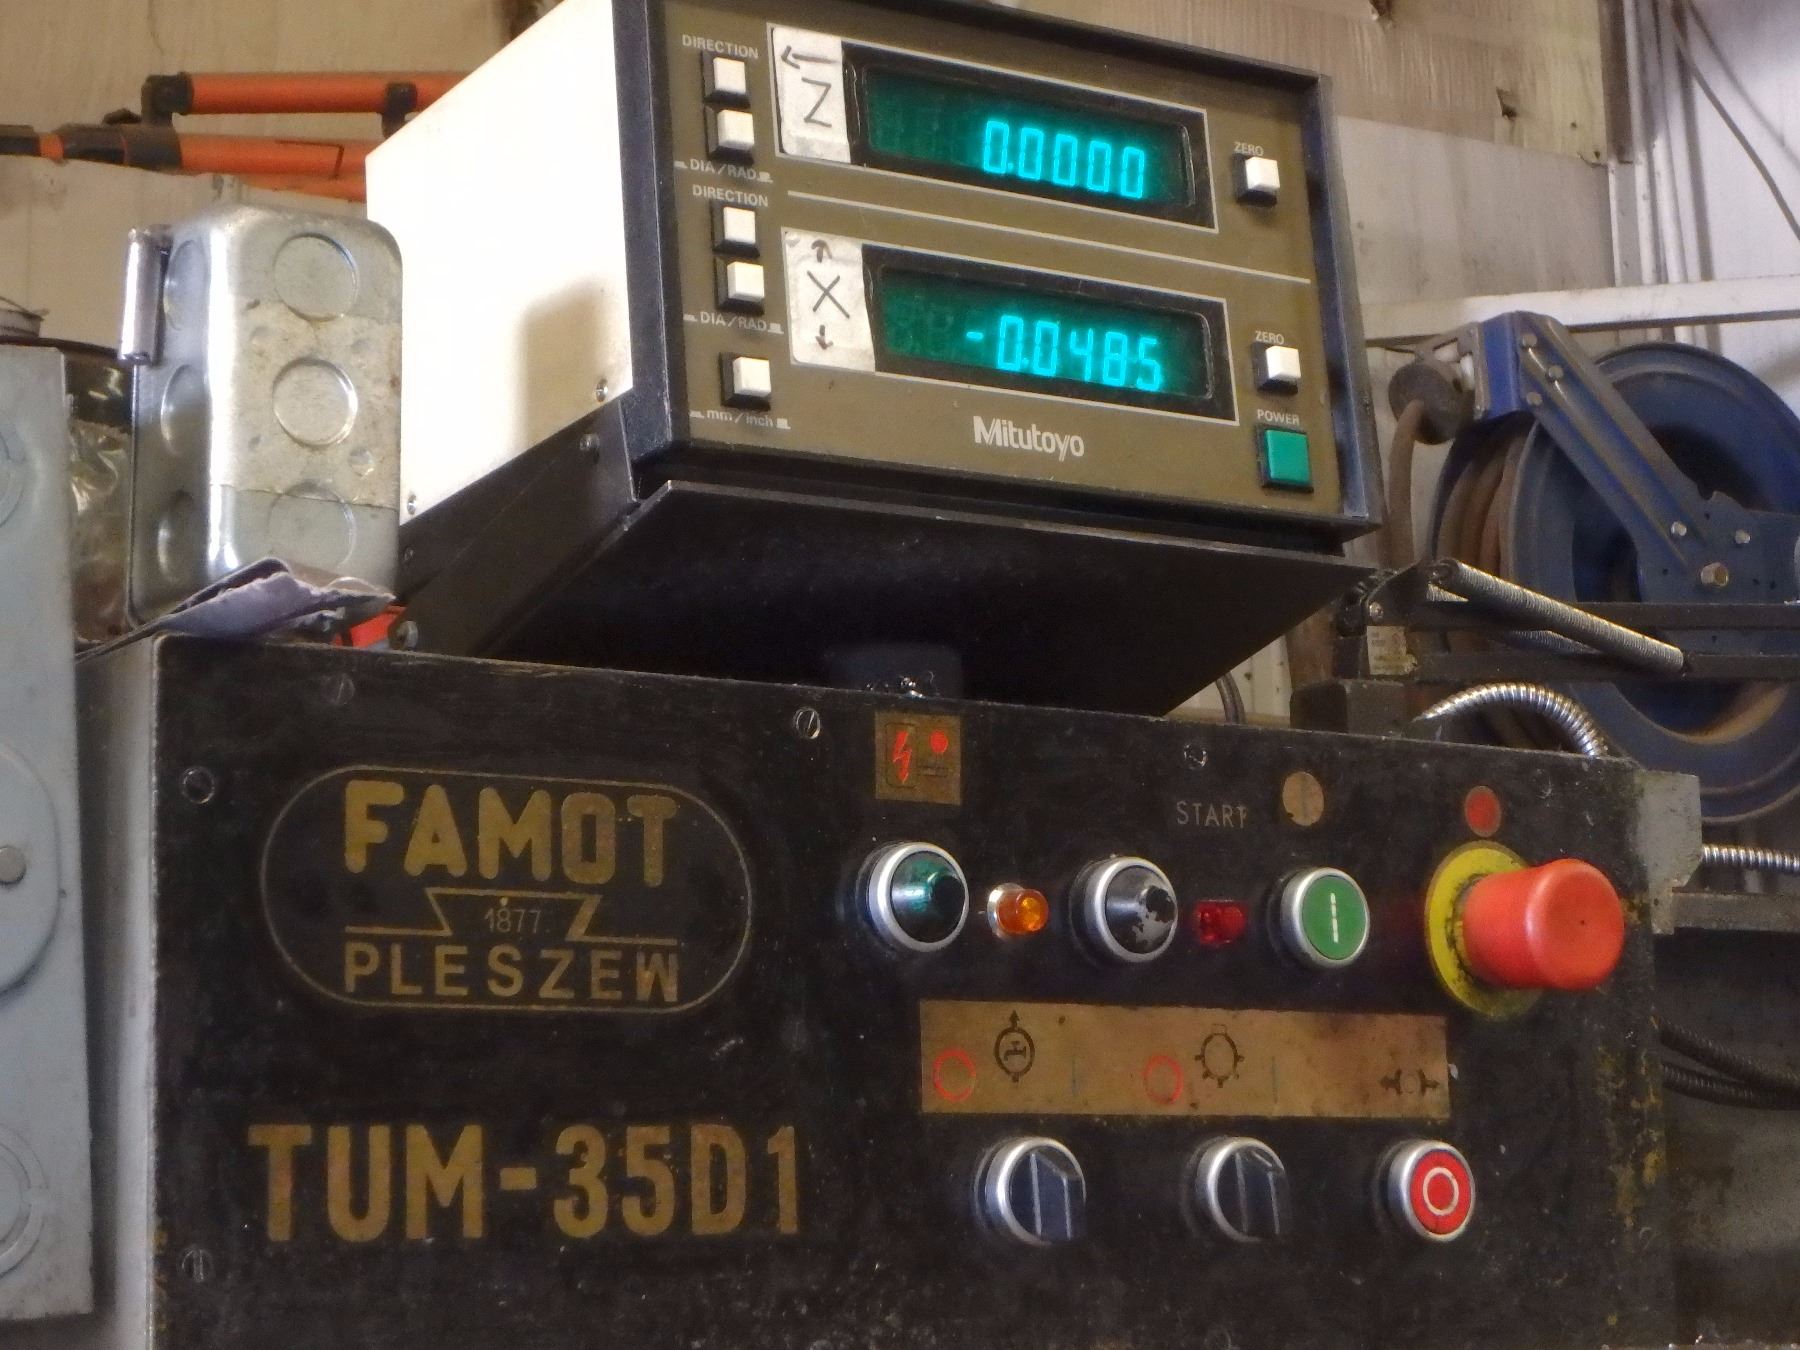 DIRECTION
Z
0.0000
ZERO
DIA/RAD
DIRECTION
X
-0.0485
ZERO
DIA/RAD
mm/inch
Mitutoyo
POWER
FAMOT
1877
PLESZEW
START
TUM-35D1